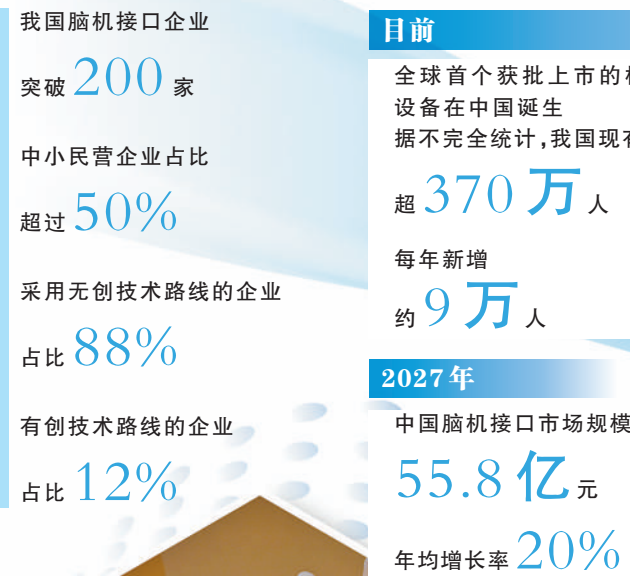 我国脑机接口企业
突破200家
中小民营企业占比
超过50%
采用无创技术路线的企业
占比88%
有创技术路线的企业
占比12%
目前
全球首个获批上市的
设备在中国诞生
据不完全统计,我国现有
超370万人
每年新增
约9万人
2027年
中国脑机接口市场规模
55.8亿元
年均增长率20%